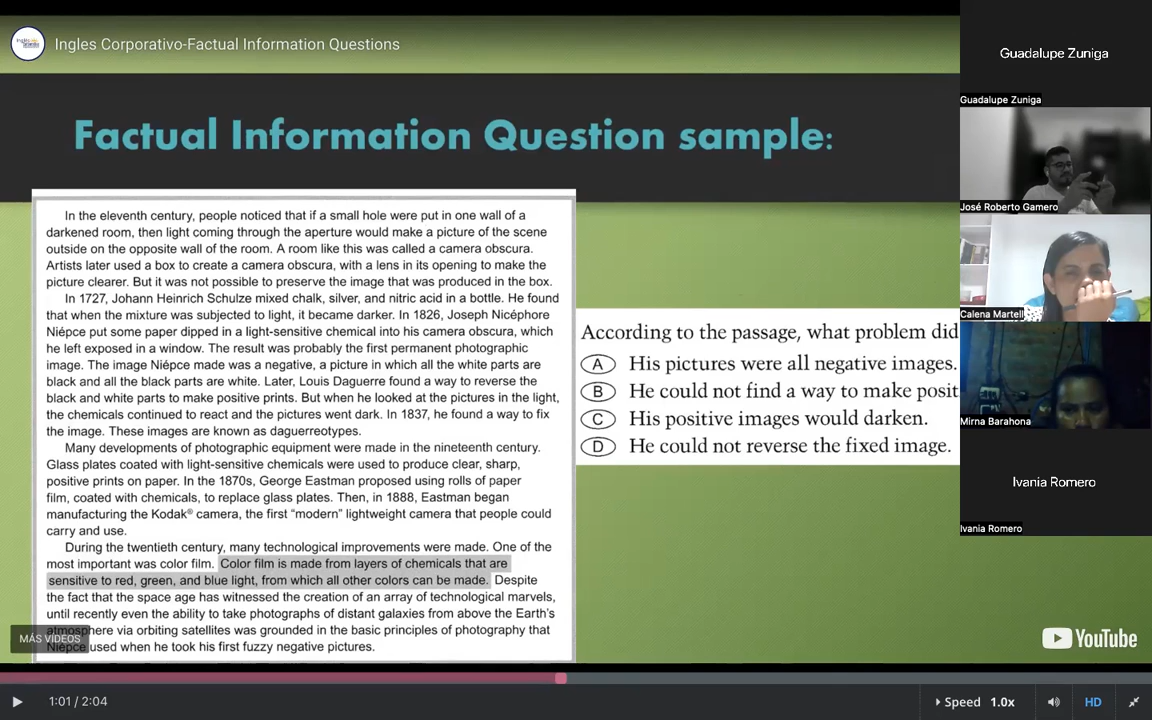 Ingles Corporativo-Factual Information Questions
Factual Information Question sample:
In the eleventh century, people noticed that if a small hole were put in one wall of a
darkened room, then light coming through the aperture would make a picture of the scene
outside on the opposite wall of the room. A room like this was called a camera obscura.
Artists later used a box to create a camera obscura, with a lens in its opening to make the
picture clearer. But it was not possible to preserve the image that was produced in the box.
In 1727, Johann Heinrich Schulze mixed chalk, silver, and nitric acid in a bottle. He found
that when the mixture was subjected to light, it became darker. In 1826, Joseph Nicéphore
Niépce put some paper dipped in a light-sensitive chemical into his camera obscura, which
he left exposed in a window. The result was probably the first permanent photographic
image. The image Niépce made was a negative, a picture in which all the white parts are
black and all the black parts are white. Later, Louis Daguerre found a way to reverse the
black and white parts to make positive prints. But when he looked at the pictures in the light,
the chemicals continued to react and the pictures went dark. In 1837, he found a way to fix
the image. These images are known as daguerreotypes.
Many developments of photographic equipment were made in the nineteenth century.
Glass plates coated with light-sensitive chemicals were used to produce clear, sharp,
positive prints on paper. In the 1870s, George Eastman proposed using rolls of paper
film, coated with chemicals, to replace glass plates. Then, in 1888, Eastman began
manufacturing the Kodak® camera, the first “modern” lightweight camera that people could
carry and use.
During the twentieth century, many technological improvements were made. One of the
most important was color film. Color film is made from layers of chemicals that are
sensitive to red, green, and blue light, from which all other colors can be made. Despite
the fact that the space age has witnessed the creation of an array of technological marvels,
until recently even the ability to take photographs of distant galaxies from above the Earth’s
atmosphere via orbiting satellites was grounded in the basic principles of photography that
Niépce used when he took his first fuzzy negative pictures.
MÁS VIDEOS
According to the passage, what problem did
A His pictures were all negative images.
B He could not find a way to make posit
C His positive images would darken.
D He could not reverse the fixed image.
YouTube
1:01 / 2:04
Speed 1.0x
HD
Guadalupe Zuniga
Guadalupe Zuniga
José Roberto Gamero
Calena Martell
Mirna Barahona
Ivania Romero
Ivania Romero